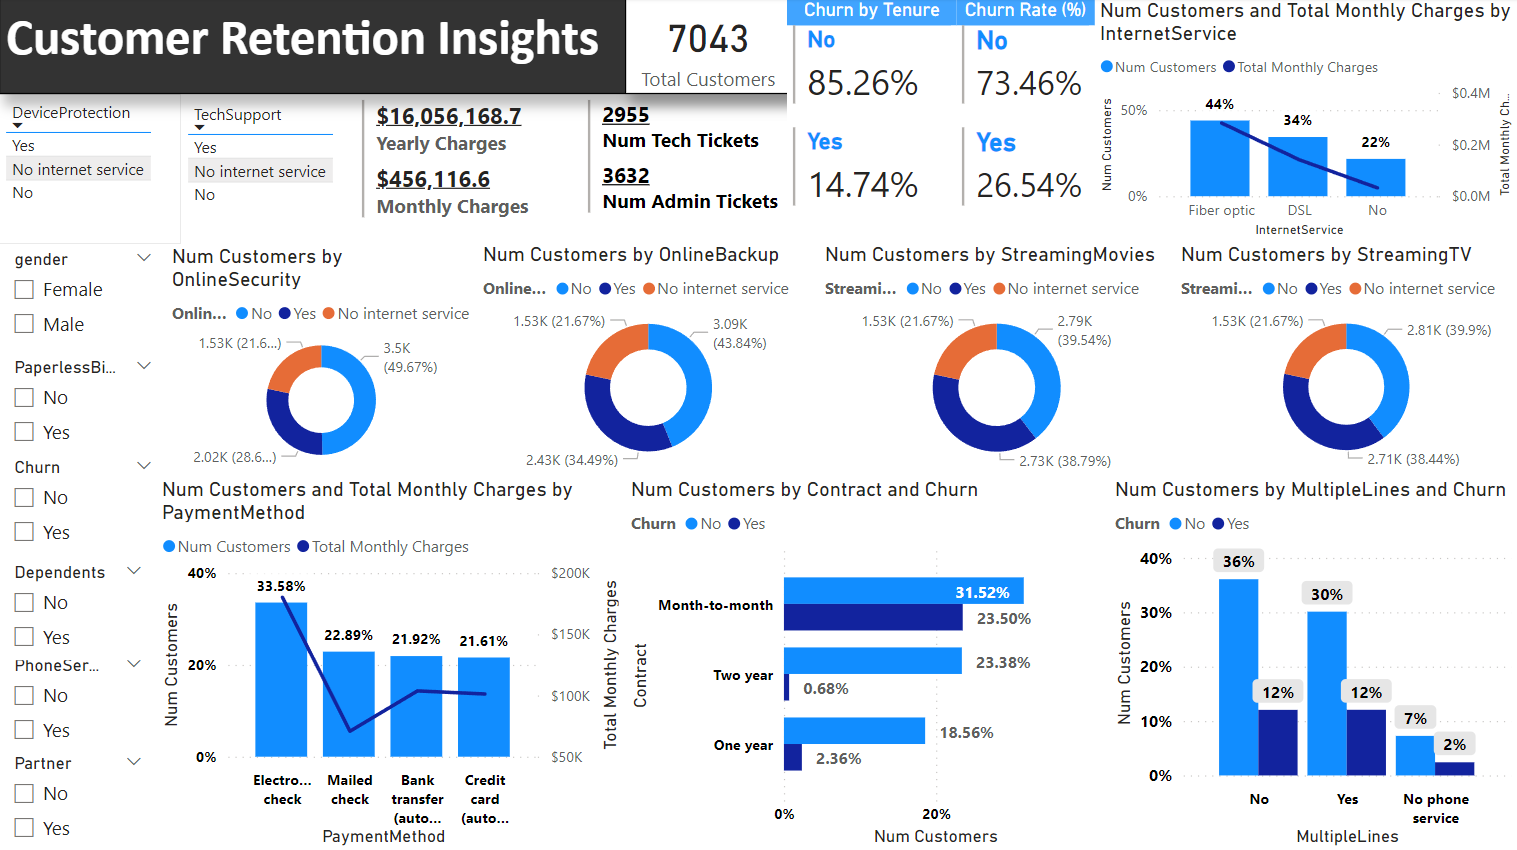 Customer Retention Insights
7043
Total Customers
Churn by Tenure
No
85.26%
Yes
14.74%
Churn Rate (%)
No
73.46%
Yes
26.54%
Num Customers and Total Monthly Charges by
InternetService
Num Customers Total Monthly Charges
Num Customers
50%
0%
44%
34%
22%
$0.4M
$0.2M
$0.0M
Total Monthly Ch...
Fiber optic DSL No
InternetService
DeviceProtection
Yes
No internet service
No
TechSupport
Yes
No internet service
No
$16,056,168.7
Yearly Charges
$456,116.6
Monthly Charges
2955
Num Tech Tickets
3632
Num Admin Tickets
gender
Female
Male
PaperlessBi...
No
Yes
Churn
No
Yes
Dependents
No
Yes
PhoneSer...
No
Yes
Partner
No
Yes
Num Customers by
OnlineSecurity
Onlin... No Yes No internet service
1.53K (21.6...)
3.5K
(49.67%)
2.02K (28.6...)
Num Customers by OnlineBackup
Online... No Yes No internet service
1.53K (21.67%)
3.09K
(43.84%)
2.43K (34.49%)
Num Customers by StreamingMovies
Streami... No Yes No internet service
1.53K (21.67%)
2.79K
(39.54%)
2.73K (38.79%)
Num Customers by StreamingTV
Streami... No Yes No internet service
1.53K (21.67%)
2.81K (39.9%)
2.71K (38.44%)
Num Customers and Total Monthly Charges by
PaymentMethod
Num Customers Total Monthly Charges
Num Customers
40%
20%
0%
33.58%
22.89%
21.92%
21.61%
$200K
$150K
$100K
$50K
Total Monthly Charges
Electro...
check
Mailed
check
Bank
transfer
(auto...
Credit
card
(auto...
PaymentMethod
Num Customers by Contract and Churn
Churn No Yes
Contract
Month-to-month
31.52%
23.50%
Two year
23.38%
0.68%
One year
18.56%
2.36%
0% 20%
Num Customers
Num Customers by MultipleLines and Churn
Churn No Yes
Num Customers
40%
30%
20%
10%
0%
36%
12%
30%
12%
7%
2%
No
Yes
No phone
service
MultipleLines